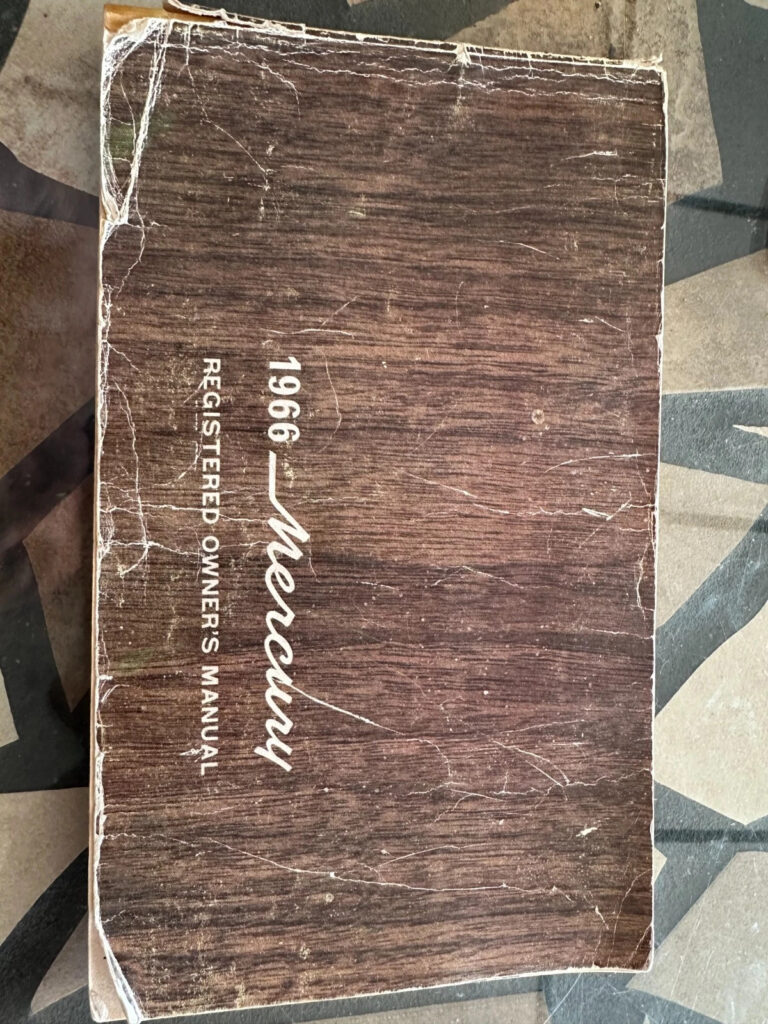 1966 Mercury
REGISTERED OWNER'S MANUAL